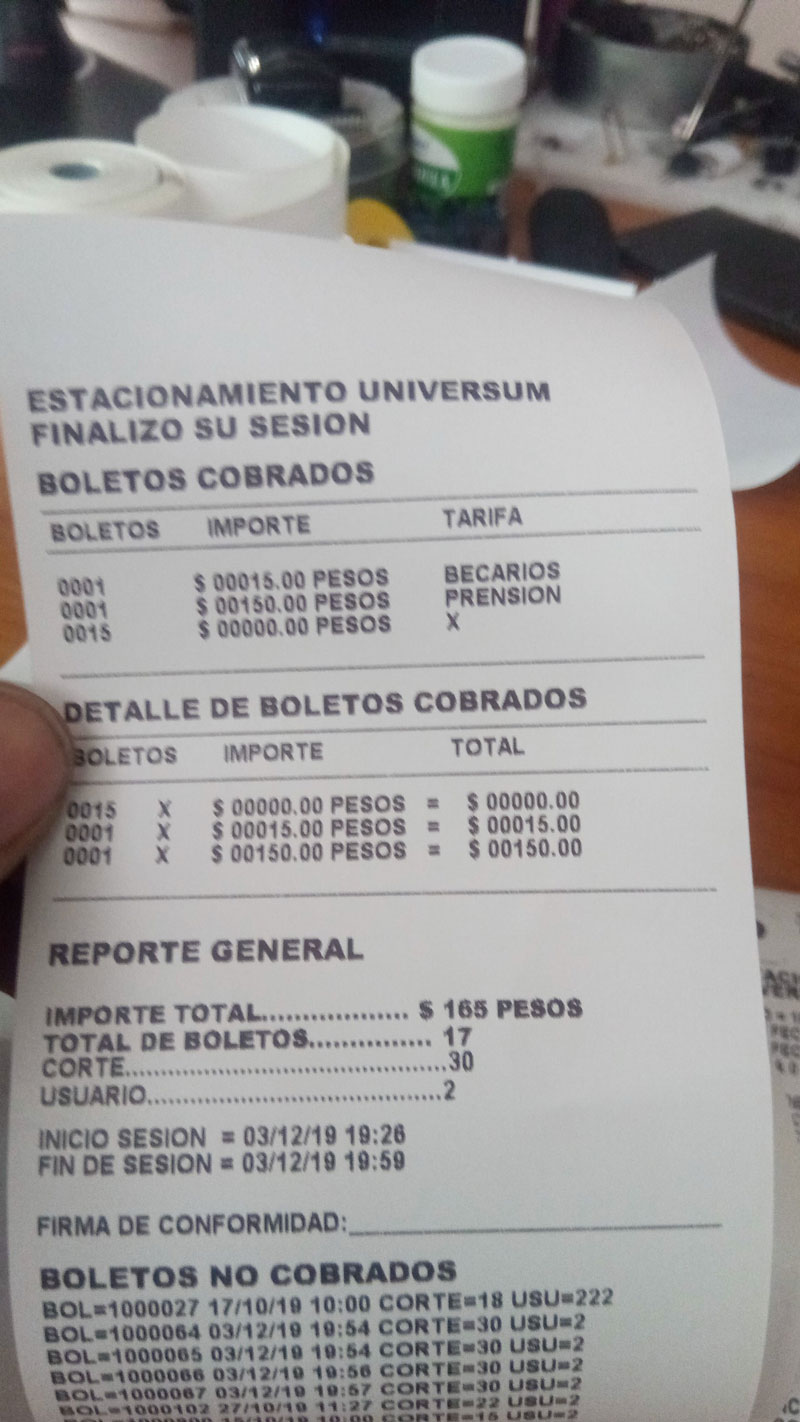 ESTACIONAMIENTO UNIVERSUM
FINALIZO SU SESION
BOLETOS COBRADOS
BOLETOS IMPORTE TARIFA
0001 $ 00015.00 PESOS BECARIOS
0001 $ 00150.00 PESOS PRENSION
0015 $ 00000.00 PESOS X
DETALLE DE BOLETOS COBRADOS
BOLETOS IMPORTE TOTAL
0015 X $ 00000.00 PESOS = $ 00000.00
0001 X $ 00015.00 PESOS = $ 00015.00
0001 X $ 00150.00 PESOS = $ 00150.00
REPORTE GENERAL
IMPORTE TOTAL.................. $ 165 PESOS
TOTAL DE BOLETOS............... 17
CORTE...........................................30
USUARIO.......................................2
INICIO SESION = 03/12/19 19:26
FIN DE SESION = 03/12/19 19:59
FIRMA DE CONFORMIDAD:
BOLETOS NO COBRADOS
BOL=1000027 17/10/19 10:00 CORTE=18 USU=222
BOL=1000064 03/12/19 19:54 CORTE=30 USU=2
BOL=1000065 03/12/19 19:54 CORTE=30 USU=2
BOL=1000066 03/12/19 19:56 CORTE=30 USU=2
BOL=1000067 03/12/19 19:57 CORTE=30 USU=2
BOL=1000102 27/10/19 11:27 CORTE=22 USU=2
CORTE=15 USU=2